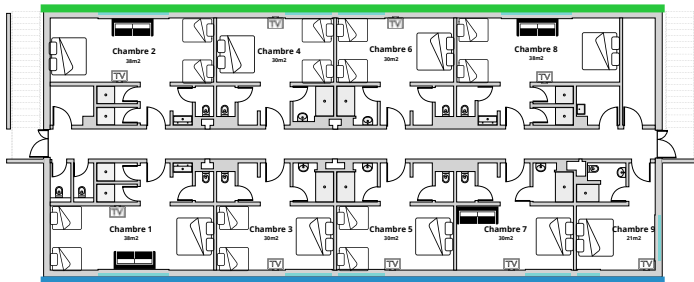 TV
TV
Chambre 2
38m2
Chambre 4
30m2
Chambre 6
30m2
Chambre 8
38m2
TV
TV
TV
Chambre 1
38m2
Chambre 3
30m2
Chambre 5
30m2
Chambre 7
30m2
Chambre 9
21m2
TV
TV
TV
TV